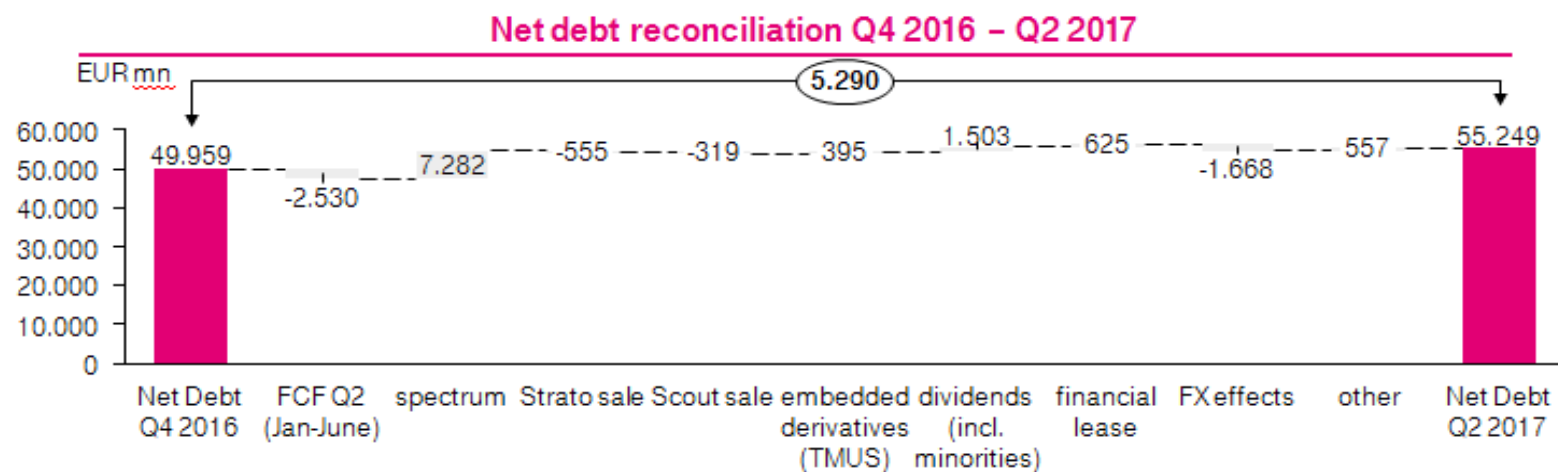 Net debt reconciliation Q4 2016 – Q2 2017
EUR mn
5.290
60.000
50.000
40.000
30.000
20.000
10.000
0
49.959
-2.530
7.282
-555
-319
395
1.503
625
-1.668
557
55.249
Net Debt
Q4 2016
FCF Q2
(Jan-June)
spectrum
Strato sale
Scout sale
embedded
derivatives
(TMUS)
dividends
(incl.
minorities)
financial
lease
FX effects
other
Net Debt
Q2 2017